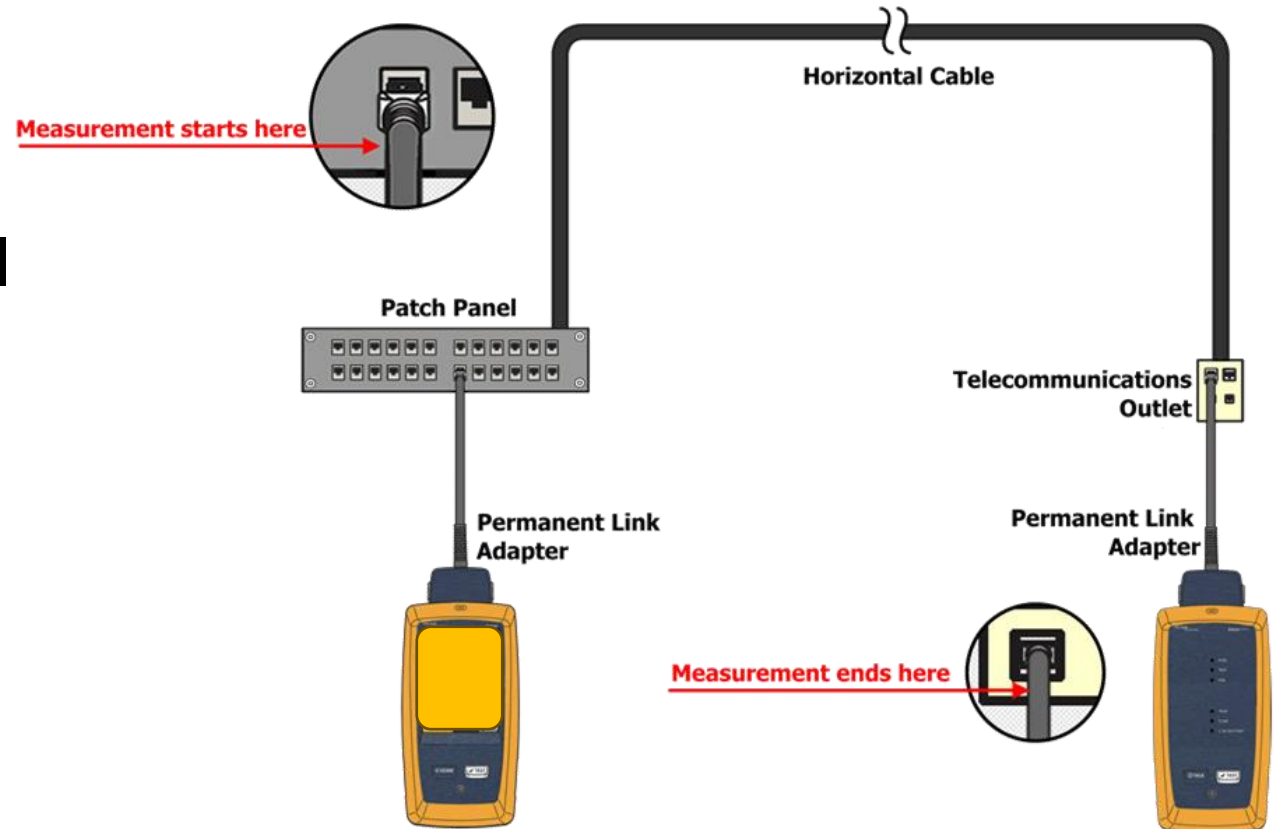 Horizontal Cable
Measurement starts here
Patch Panel
Telecommunications
Outlet
Permanent Link
Adapter
Permanent Link
Adapter
Measurement ends here